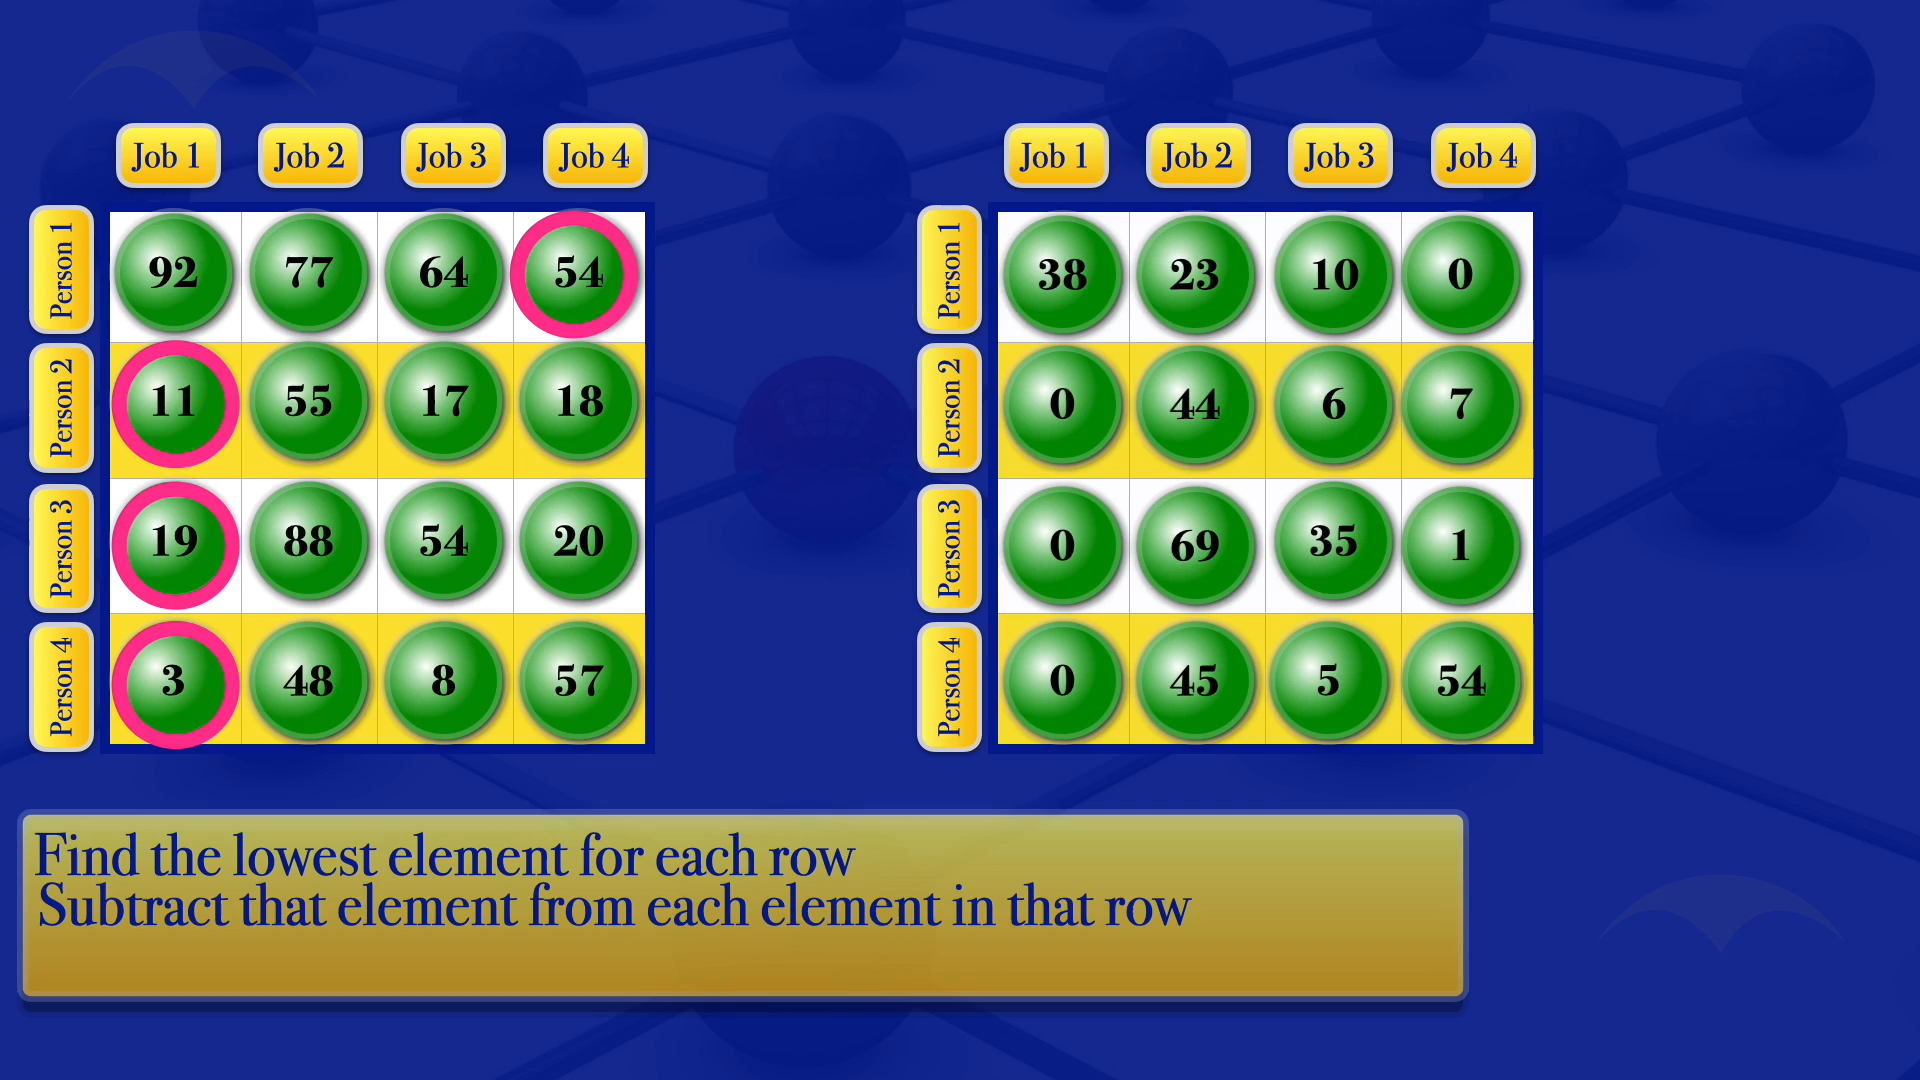 Job 1 Job 2 Job 3 Job 4 Job 1 Job 2 Job 3 Job 4
Person 1 92 77 64 54 Person 1 38 23 10 0
Person 2 11 55 17 18 Person 2 0 44 6 7
Person 3 19 88 54 20 Person 3 0 69 35 1
Person 4 3 48 8 57 Person 4 0 45 5 54
Find the lowest element for each row
Subtract that element from each element in that row